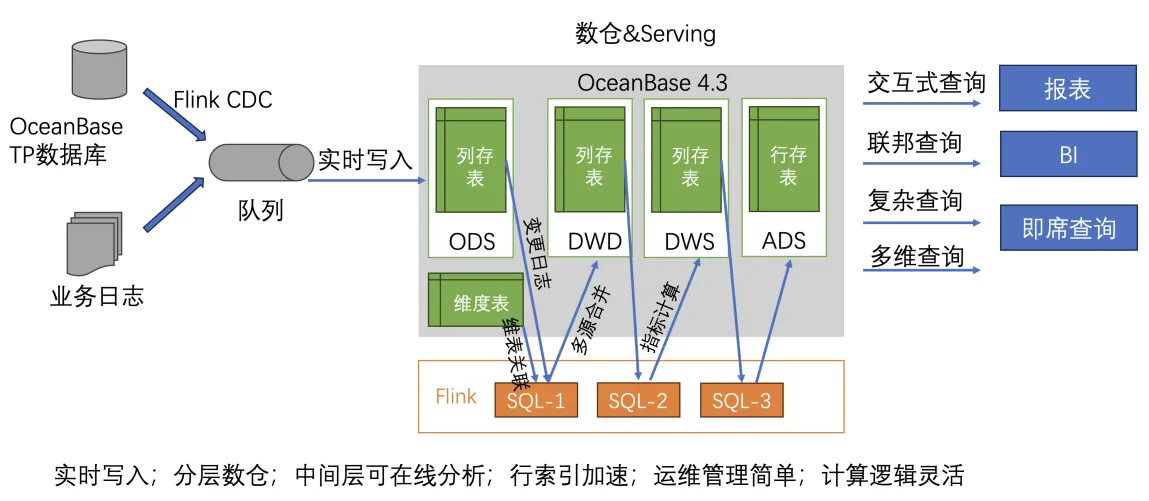 数仓&Serving
OceanBase 4.3
OceanBase
TP数据库
Flink CDC
队列
业务日志
实时写入
列存
表
ODS
列存
表
DWD
列存
表
DWS
行存
表
ADS
维度表
变更日志
维表关联
多源合并
指标计算
Flink
SQL-1
SQL-2
SQL-3
交互式查询
联邦查询
复杂查询
多维查询
报表
BI
即席查询
实时写入；分层数仓；中间层可在线分析；行索引加速；运维管理简单；计算逻辑灵活